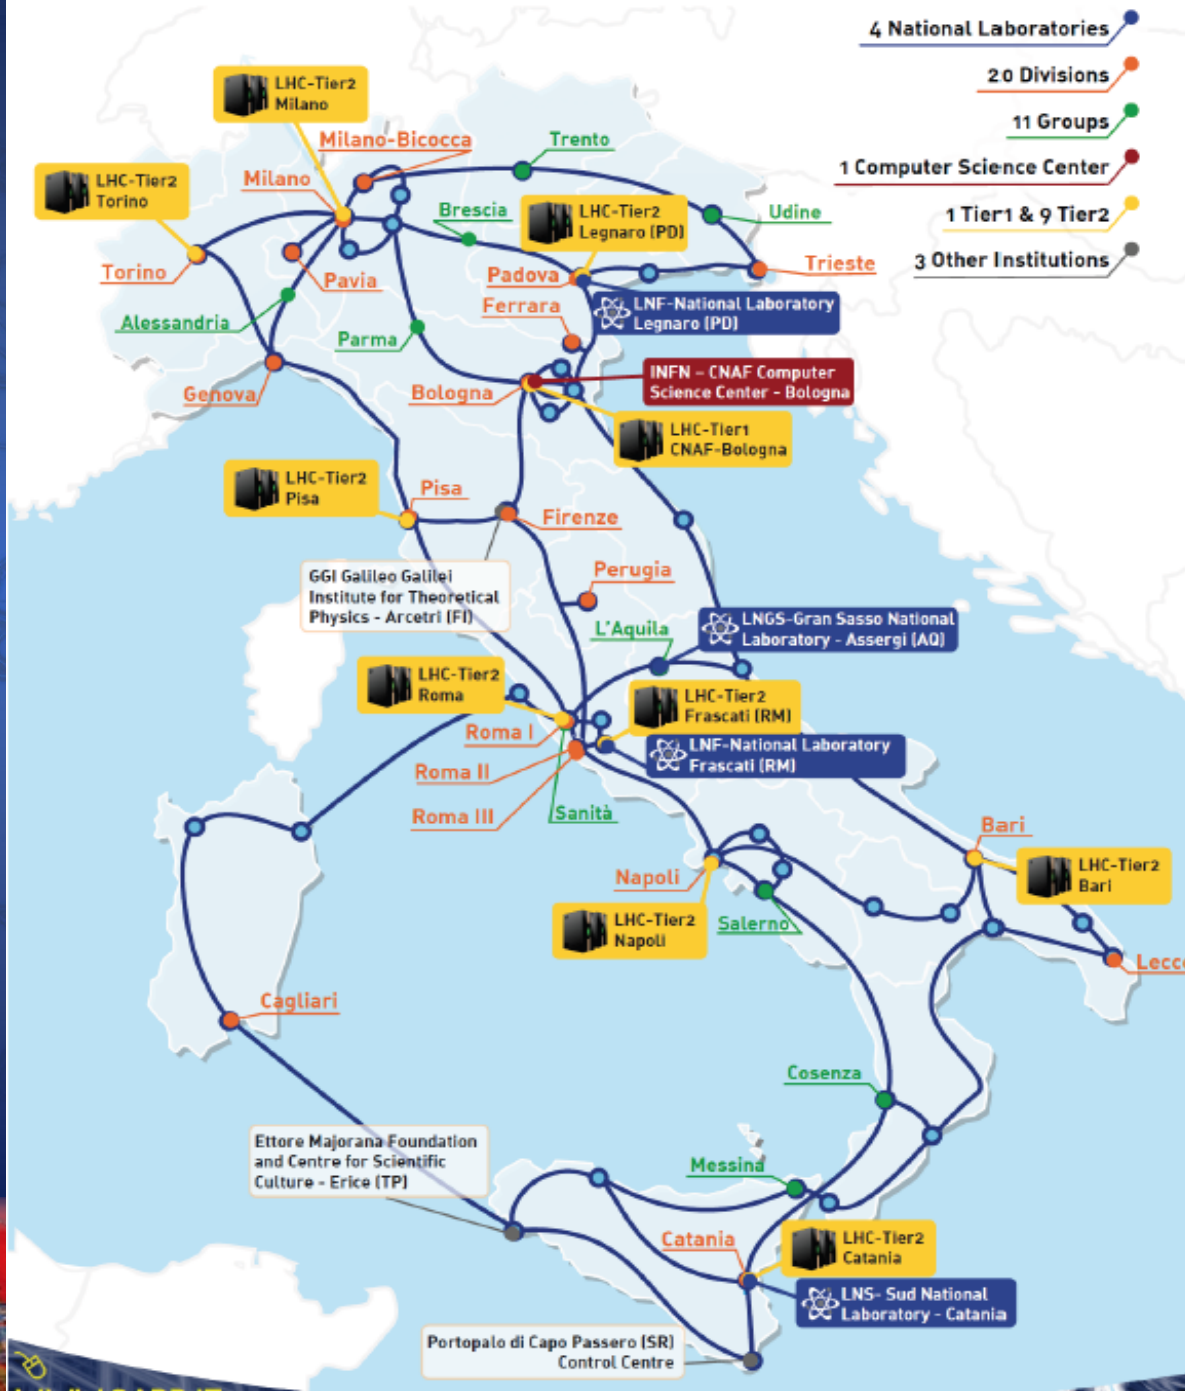 4 National Laboratories
20 Divisions
11 Groups
1 Computer Science Center
1 Tier1 & 9 Tier2
3 Other Institutions
LHC-Tier2
Milano
Milano-Bicocca
Trento
LHC-Tier2
Torino
Milano
Brescia
LHC-Tier2
Legnaro (PD)
Udine
Torino
Pavia
Padova
Trieste
Alessandria
Ferrara
LNF-National Laboratory
Legnaro (PD)
Parma
Genova
Bologna
INFN - CNAF Computer
Science Center - Bologna
LHC-Tier1
CNAF-Bologna
LHC-Tier2
Pisa
Pisa
Firenze
GGI Galileo Galilei
Institute for Theoretical
Physics - Arcetri (FI)
Perugia
L'Aquila
LNGS-Gran Sasso National
Laboratory - Assergi (AQ)
LHC-Tier2
Roma
LHC-Tier2
Frascati (RM)
Roma I
LNF-National Laboratory
Frascati (RM)
Roma II
Roma III
Sanità
Bari
LHC-Tier2
Bari
Napoli
LHC-Tier2
Napoli
Salerno
Lecce
Cagliari
Cosenza
Ettore Majorana Foundation
and Centre for Scientific
Culture - Erice (TP)
Messina
Catania
LHC-Tier2
Catania
LNS- Sud National
Laboratory - Catania
Portopalo di Capo Passero (SR)
Control Centre